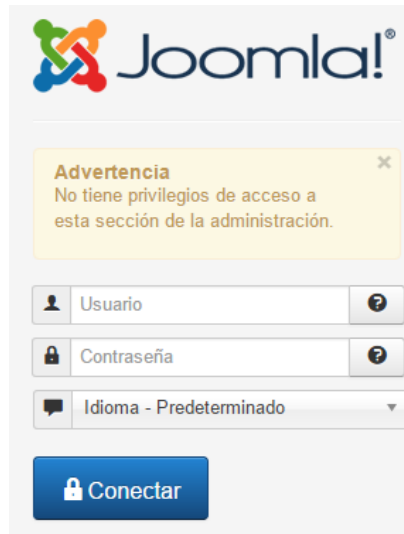 Joomla!®
Advertencia
No tiene privilegios de acceso a
esta sección de la administración.
Usuario
Contraseña
Idioma - Predeterminado
Conectar